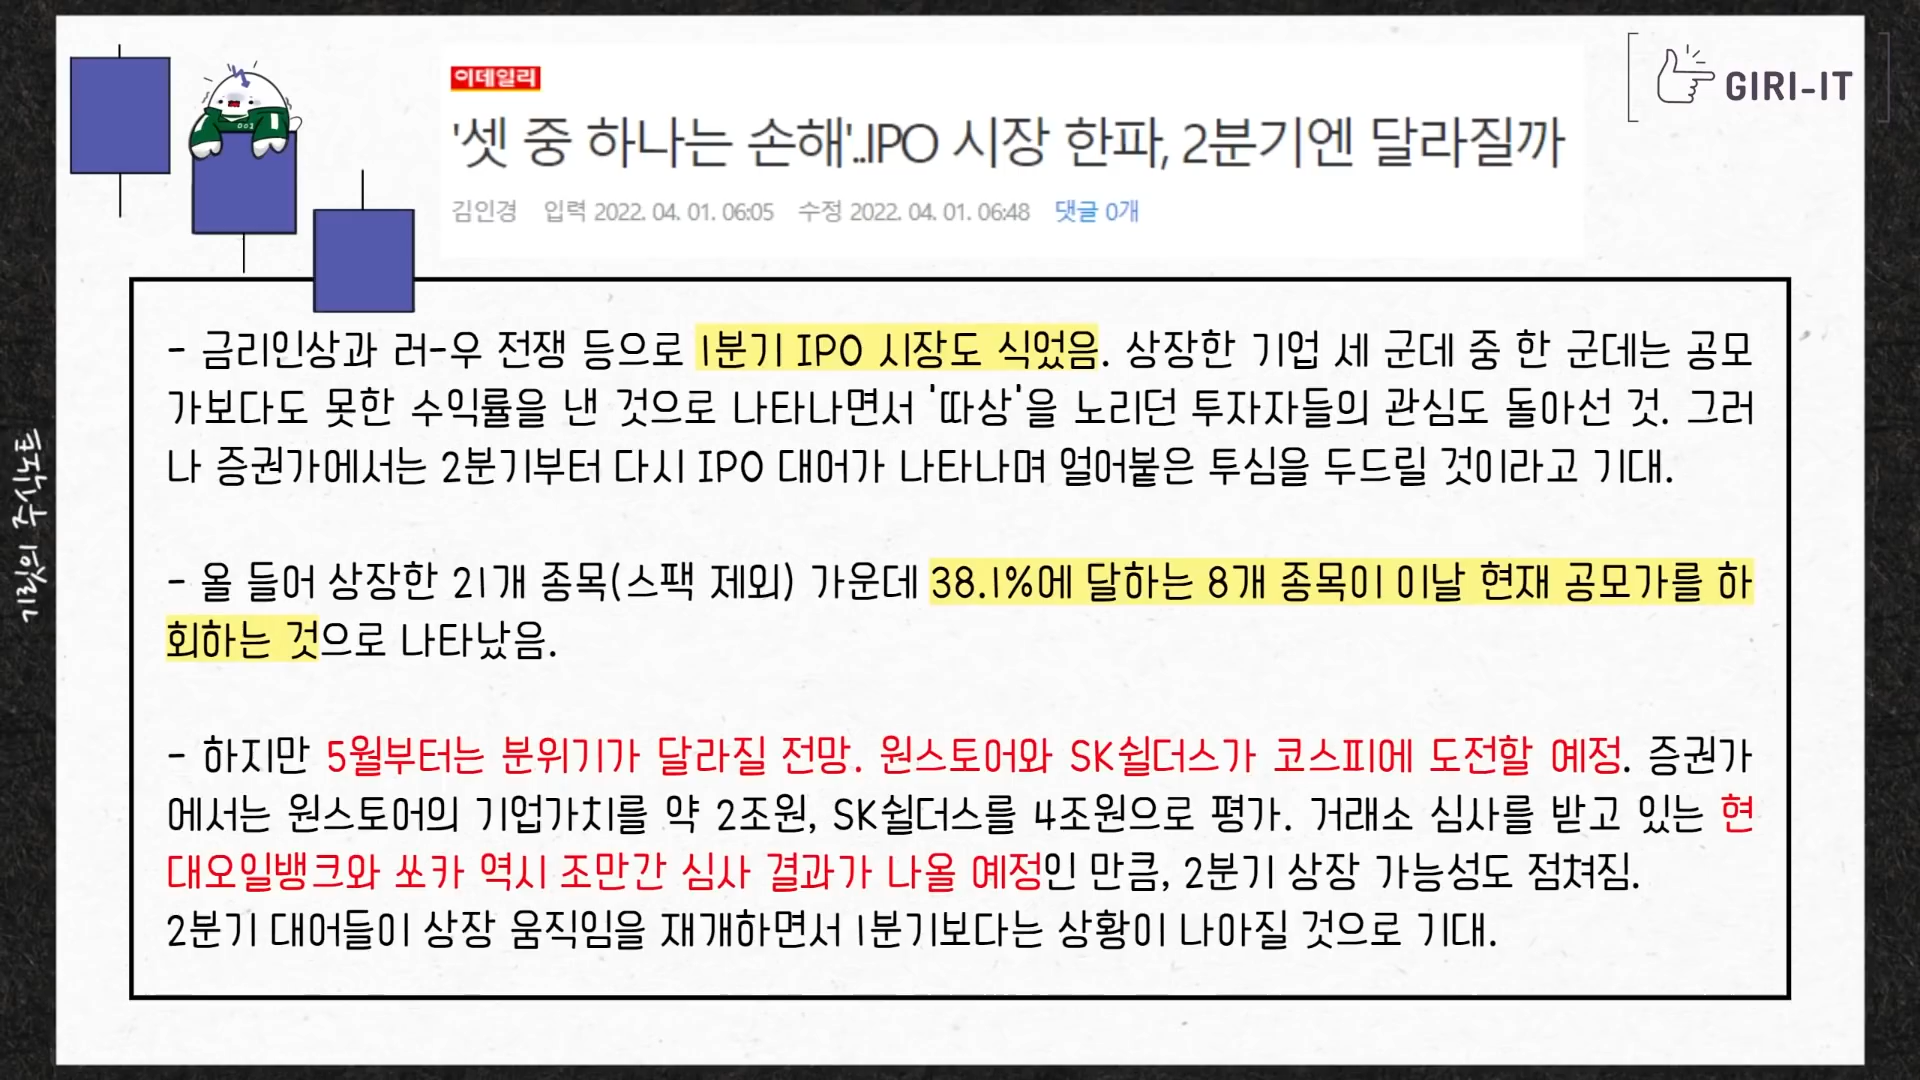 이데일리
'셋 중 하나는 손해'..IPO 시장 한파, 2분기엔 달라질까
김인경 입력 2022. 04. 01. 06:05 수정 2022. 04. 01. 06:48 댓글 0개
GIRI-IT
001
기릿의 주식노트
- 금리인상과 러-우 전쟁 등으로 1분기 IPO 시장도 식었음. 상장한 기업 세 군데 중 한 군데는 공모
가보다도 못한 수익률을 낸 것으로 나타나면서 '따상'을 노리던 투자자들의 관심도 돌아선 것. 그러
나 증권가에서는 2분기부터 다시 IPO 대어가 나타나며 얼어붙은 투심을 두드릴 것이라고 기대.
- 올 들어 상장한 21개 종목(스팩 제외) 가운데 38.1%에 달하는 8개 종목이 이날 현재 공모가를 하
회하는 것으로 나타났음.
- 하지만 5월부터는 분위기가 달라질 전망. 원스토어와 SK쉴더스가 코스피에 도전할 예정. 증권가
에서는 원스토어의 기업가치를 약 2조원, SK쉴더스를 4조원으로 평가. 거래소 심사를 받고 있는 현
대오일뱅크와 쏘카 역시 조만간 심사 결과가 나올 예정인 만큼, 2분기 상장 가능성도 점쳐짐.
2분기 대어들이 상장 움직임을 재개하면서 1분기보다는 상황이 나아질 것으로 기대.